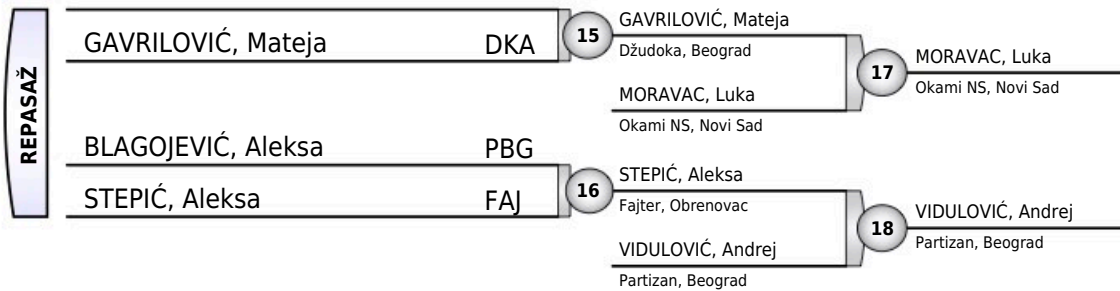 REPASAŽ
GAVRILOVIĆ, Mateja DKA
15
GAVRILOVIĆ, Mateja
Džudoka, Beograd
MORAVAC, Luka
Okami NS, Novi Sad
17
MORAVAC, Luka
Okami NS, Novi Sad
BLAGOJEVIĆ, Aleksa PBG
STEPIĆ, Aleksa FAJ
16
STEPIĆ, Aleksa
Fajter, Obrenovac
VIDULOVIĆ, Andrej
Partizan, Beograd
18
VIDULOVIĆ, Andrej
Partizan, Beograd